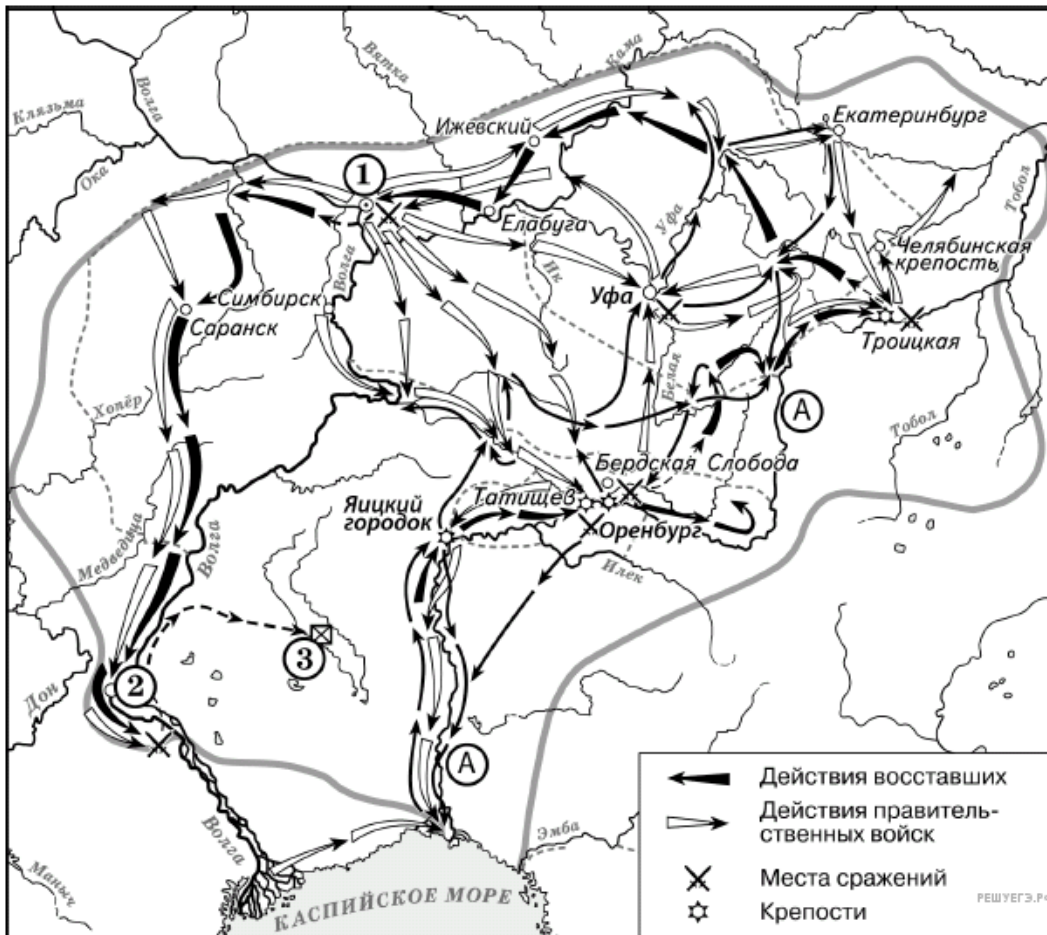 Клязьма
Волга
Вятка
Кама
Ока
Ижевский
Екатеринбург
Тобол
1
Елабуга
Уфа
Челябинская
крепость
Волга
Ик
Симбирск
Саранск
Уфа
Троицкая
Белая
Хопёр
А
Тобол
Бердская Слобода
Татищев
Яицкий
городок
Оренбург
Медведица
Волга
Илек
3
2
Дон
А
Волга
Эмба
Маныч
КАСПИЙСКОЕ МОРЕ
Действия восставших
Действия правитель-
ственных войск
Места сражений
Крепости
РЕШУЕГЭ.РФ